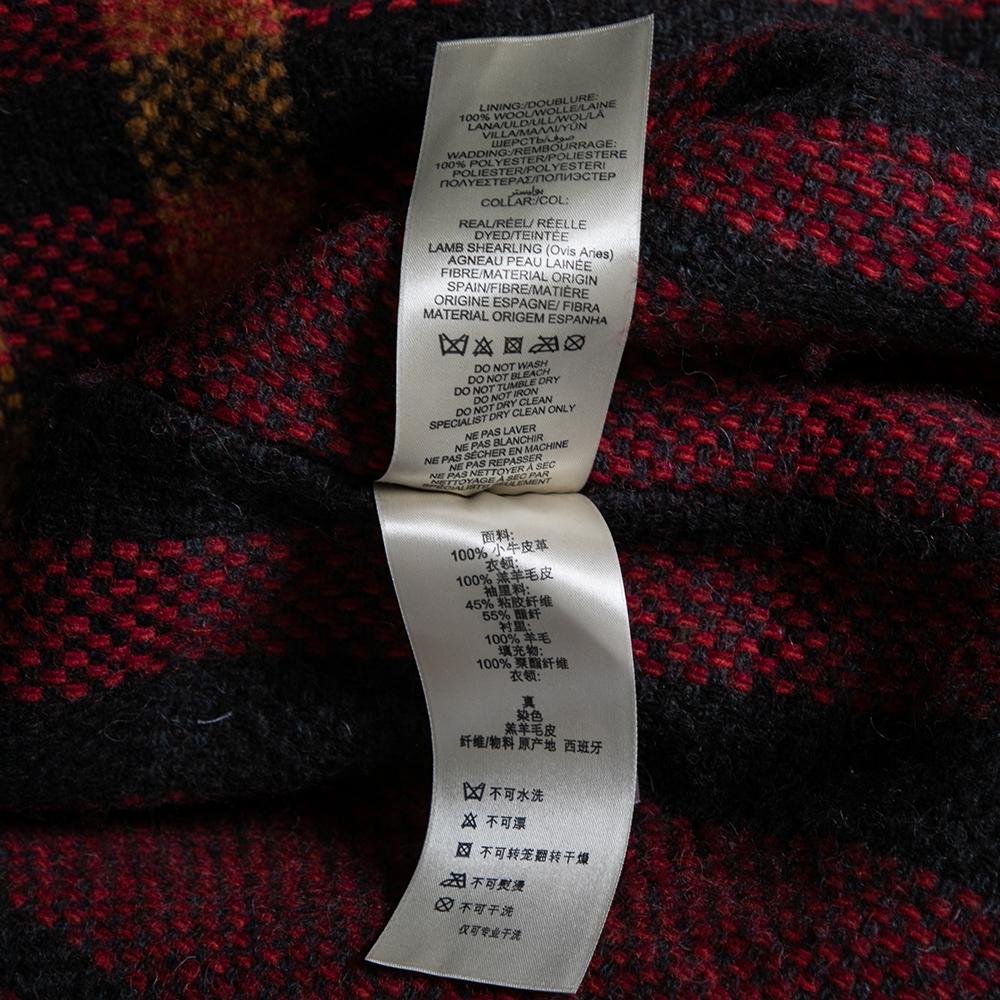 LINING:/DOUBLURE:
100% WOOL/WOLLE/LAINE
LANA/ULD/ULL/WOL/LÃ
VILLA/ΜΑΛΛΙ/YÜN
ШЕРСТЬ/صوف
WADDING:/REMBOURRAGE:
100% POLYESTER/POLIESTERE
POLIESTER/POLYESTERI
ΠΟΛΥΕΣΤΕΡΑΣ/ПОЛИЭСТЕР
بوليستر
COLLAR:/COL:
REAL/RÉEL/ RÉELLE
DYED/TEINTÉE
LAMB SHEARLING (Ovis Aries)
AGNEAU PEAU LAINÉE
FIBRE/MATERIAL ORIGIN
SPAIN/FIBRE/MATIÈRE
ORIGINE ESPAGNE/ FIBRA
MATERIAL ORIGEM ESPANHA
DO NOT WASH
DO NOT BLEACH
DO NOT TUMBLE DRY
DO NOT IRON
DO NOT DRY CLEAN
SPECIALIST DRY CLEAN ONLY
NE PAS LAVER
NE PAS BLANCHIR
NE PAS SÉCHER EN MACHINE
NE PAS REPASSER
NE PAS NETTOYER À SEC
NETTOYAGE À SEC PAR
SPÉCIALISTE SEULEMENT
面料:
100% 小牛皮革
衣领:
100% 羔羊毛皮
袖里料:
45% 粘胶纤维
55% 醋纤
衬里:
100% 羊毛
填充物:
100% 聚酯纤维
衣领:
真
染色
羔羊毛皮
纤维/物料 原产地 西班牙
不可水洗
不可漂
不可转笼翻转干燥
不可熨烫
不可干洗
仅可专业干洗